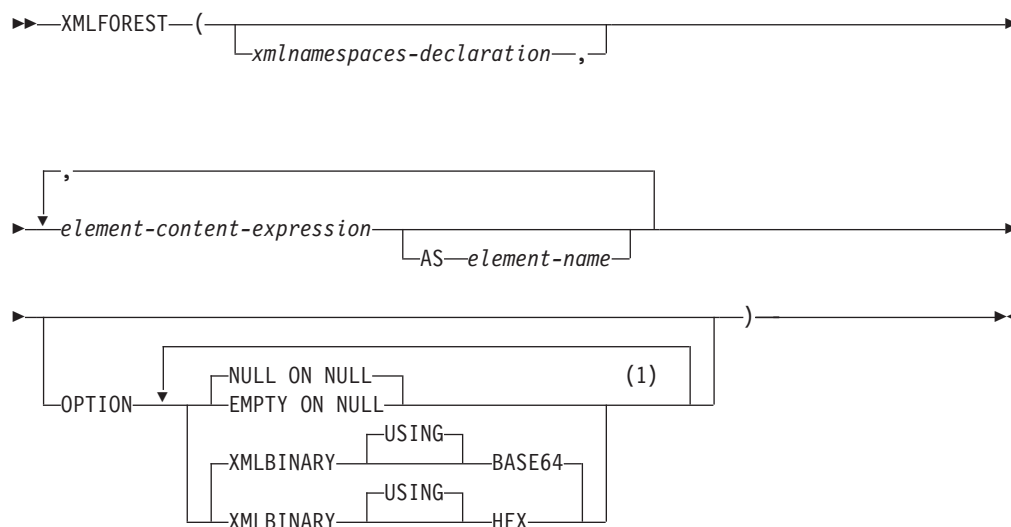 XMLFOREST (
xmlnamespaces-declaration ,
,
element-content-expression
AS element-name
)
NULL ON NULL (1)
OPTION EMPTY ON NULL
USING
XMLBINARY BASE64
USING
XMLBINARY HEX